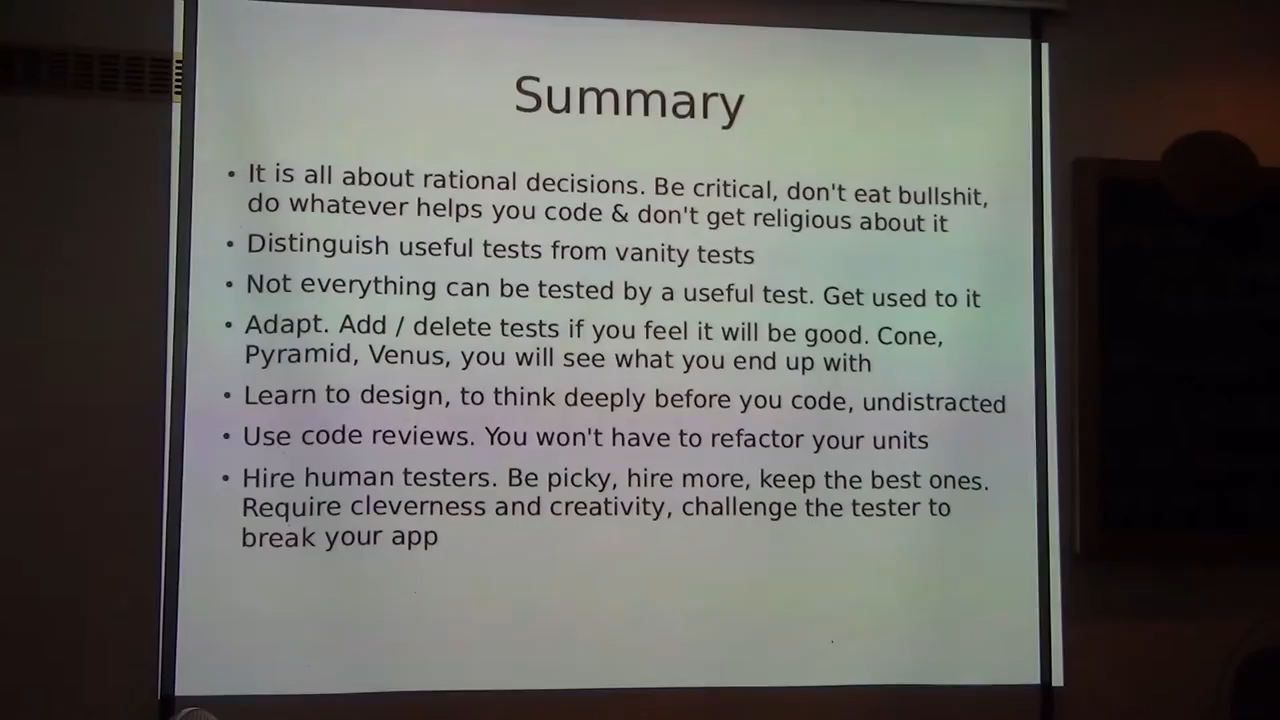 Summary
• It is all about rational decisions. Be critical, don't eat bullshit,
do whatever helps you code & don't get religious about it
• Distinguish useful tests from vanity tests
• Not everything can be tested by a useful test. Get used to it
• Adapt. Add / delete tests if you feel it will be good. Cone,
Pyramid, Venus, you will see what you end up with
• Learn to design, to think deeply before you code, undistracted
• Use code reviews. You won't have to refactor your units
• Hire human testers. Be picky, hire more, keep the best ones.
Require cleverness and creativity, challenge the tester to
break your app